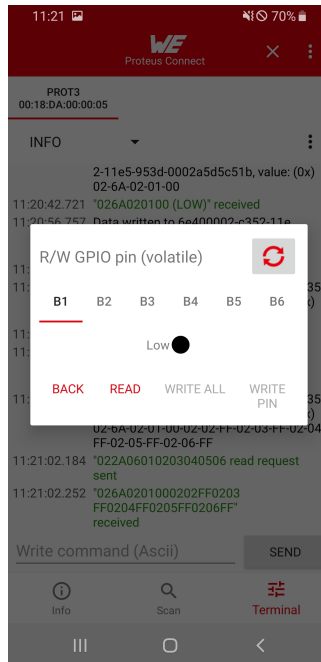 11:21
70%
WE
Proteus Connect
PROT3
00:18:DA:00:00:05
INFO
2-11e5-953d-0002a5d5c51b, value: (0x)
02-6A-02-01-00
11:20:42.721 "026A020100 (LOW)" received
11:20:56.757 Data written to 6e400002-c352-11e
R/W GPIO pin (volatile)
B1 B2 B3 B4 B5 B6
Low
BACK READ WRITE ALL WRITE
PIN
02-6A-02-01-00-02-02-FF-02-03-FF-02-04
FF-02-05-FF-02-06-FF
11:21:02.184 "022A06010203040506 read request
sent
11:21:02.252 "026A0201000202FF0203
FF0204FF0205FF0206FF"
received
Write command (Ascii) SEND
Info Scan Terminal